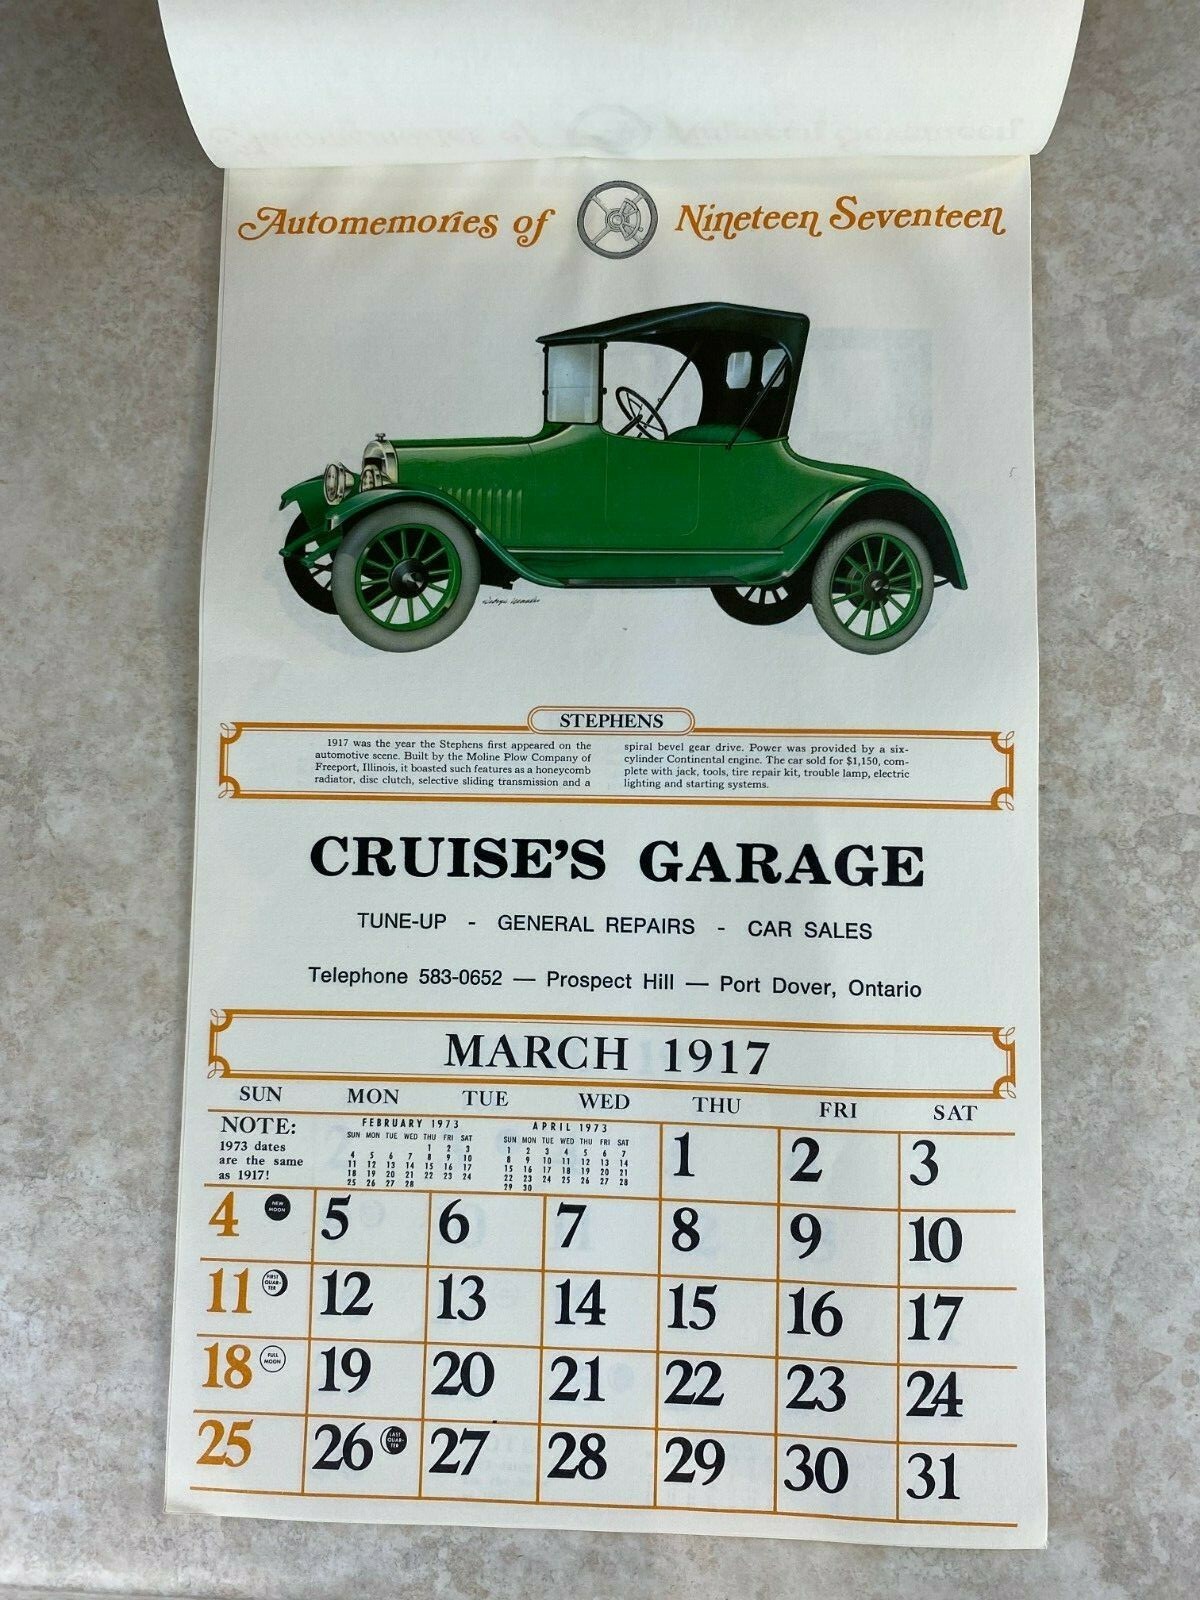 Automemories of Nineteen Seventeen
STEPHENS
1917 was the year the Stephens first appeared on the
automotive scene. Built by the Moline Plow Company of
Freeport, Illinois, it boasted such features as a honeycomb
radiator, disc clutch, selective sliding transmission and a
spiral bevel gear drive. Power was provided by a six-
cylinder Continental engine. The car sold for $1,150, com-
plete with jack, tools, tire repair kit, trouble lamp, electric
lighting and starting systems.
CRUISE'S GARAGE
TUNE-UP - GENERAL REPAIRS - CAR SALES
Telephone 583-0652 — Prospect Hill — Port Dover, Ontario
MARCH 1917
SUN MON TUE WED THU FRI SAT
NOTE:
1973 dates
are the same
as 1917!
FEBRUARY 1973
SUN MON TUE WED THU FRI SAT
1 2 3
4 5 6 7 8 9 10
11 12 13 14 15 16 17
18 19 20 21 22 23 24
25 26 27 28
APRIL 1973
SUN MON TUE WED THU FRI SAT
1 2 3 4 5 6 7
8 9 10 11 12 13 14
15 16 17 18 19 20 21
22 23 24 25 26 27 28
29 30
1 2 3
4 NEW MOON 5 6 7 8 9 10
11 FIRST QUAR-TER 12 13 14 15 16 17
18 FULL MOON 19 20 21 22 23 24
25 26 LAST QUAR-TER 27 28 29 30 31